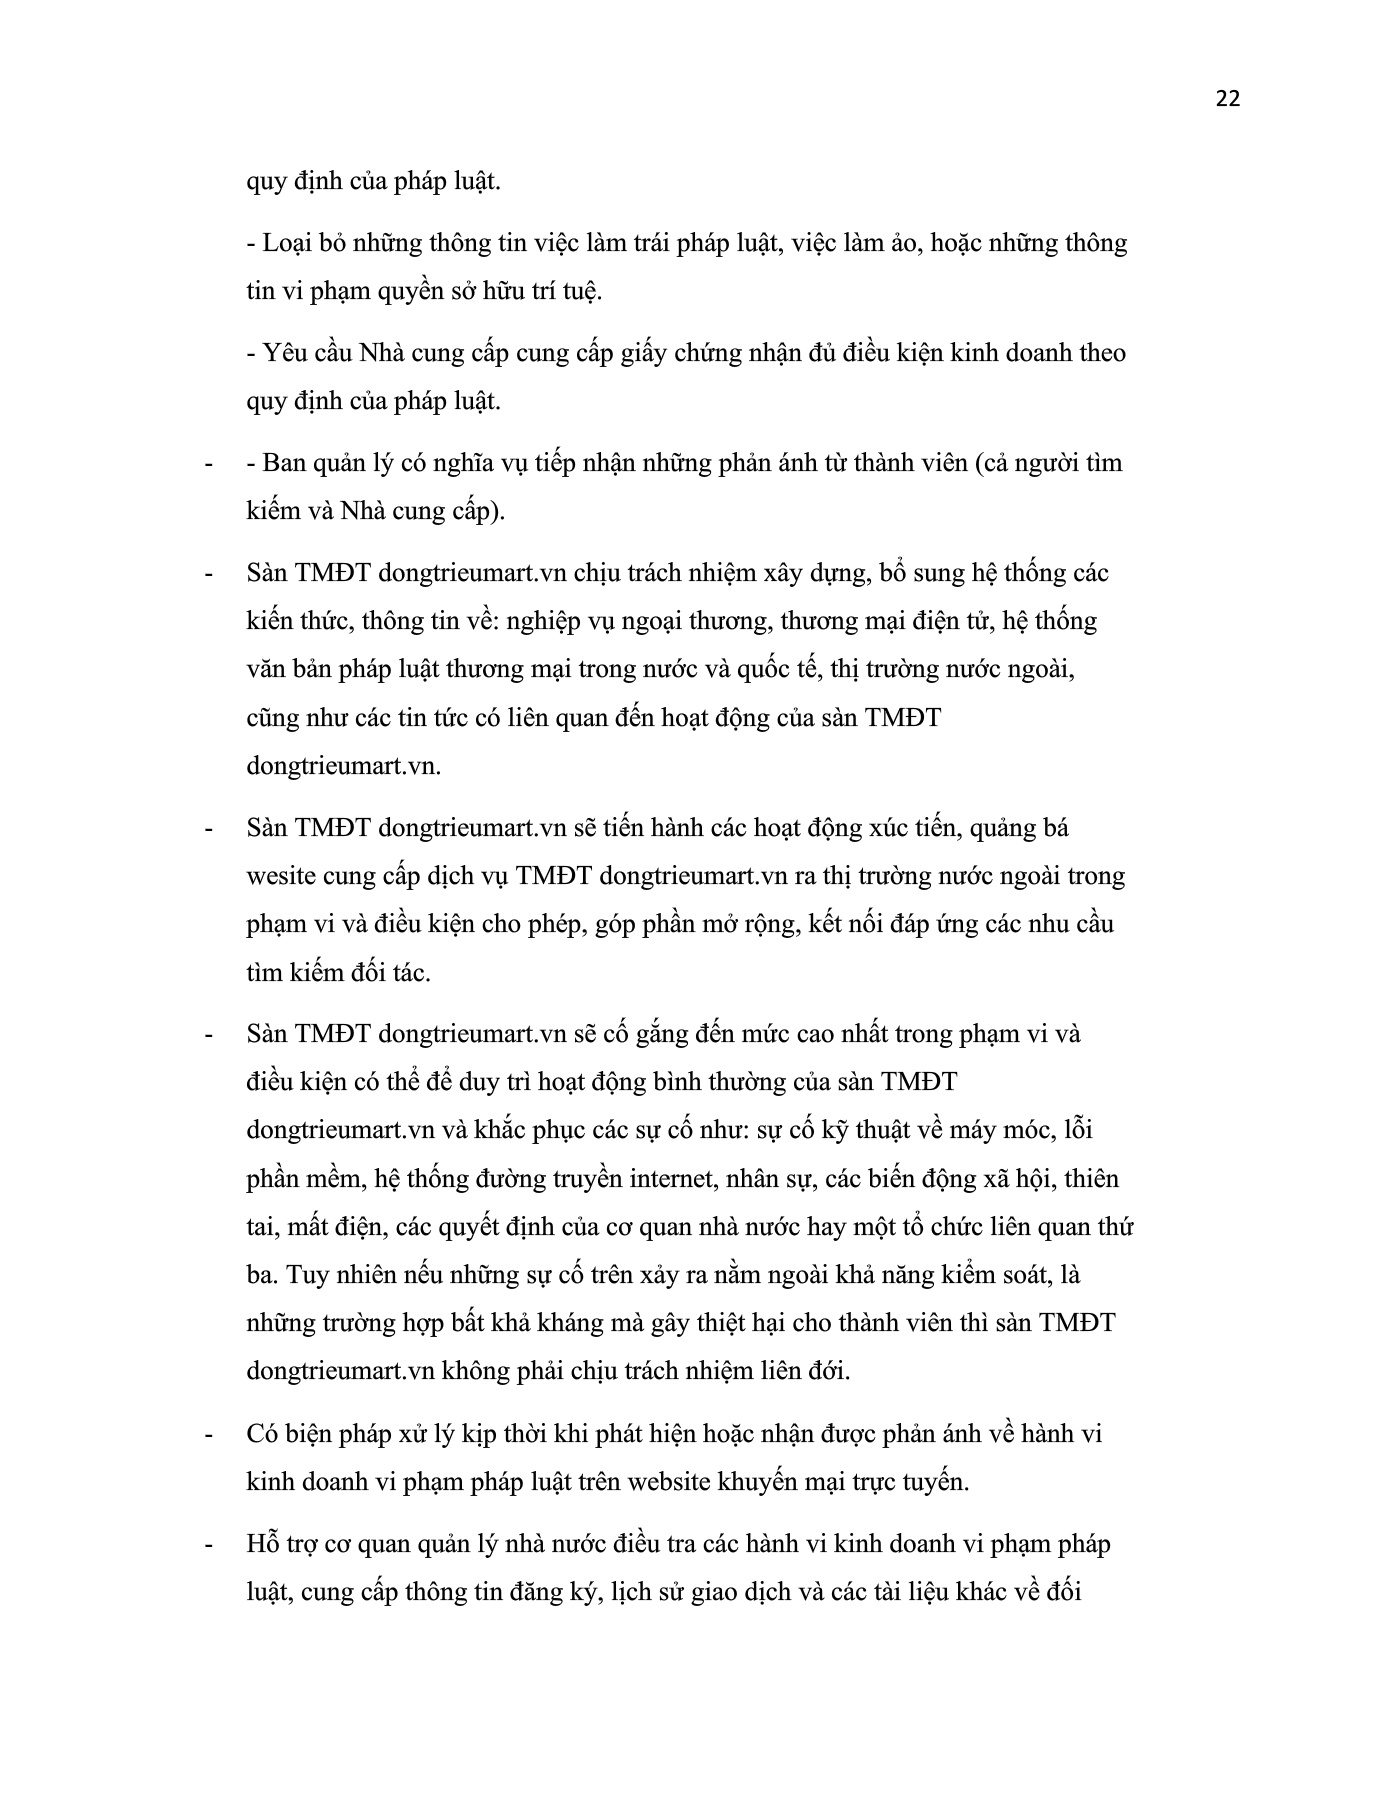 22
quy định của pháp luật.
- Loại bỏ những thông tin việc làm trái pháp luật, việc làm ảo, hoặc những thông
tin vi phạm quyền sở hữu trí tuệ.
- Yêu cầu Nhà cung cấp cung cấp giấy chứng nhận đủ điều kiện kinh doanh theo
quy định của pháp luật.
- - Ban quản lý có nghĩa vụ tiếp nhận những phản ánh từ thành viên (cả người tìm
kiếm và Nhà cung cấp).
- Sàn TMĐT dongtrieumart.vn chịu trách nhiệm xây dựng, bổ sung hệ thống các
kiến thức, thông tin về: nghiệp vụ ngoại thương, thương mại điện tử, hệ thống
văn bản pháp luật thương mại trong nước và quốc tế, thị trường nước ngoài,
cũng như các tin tức có liên quan đến hoạt động của sàn TMĐT
dongtrieumart.vn.
- Sàn TMĐT dongtrieumart.vn sẽ tiến hành các hoạt động xúc tiến, quảng bá
wesite cung cấp dịch vụ TMĐT dongtrieumart.vn ra thị trường nước ngoài trong
phạm vi và điều kiện cho phép, góp phần mở rộng, kết nối đáp ứng các nhu cầu
tìm kiếm đối tác.
- Sàn TMĐT dongtrieumart.vn sẽ cố gắng đến mức cao nhất trong phạm vi và
điều kiện có thể để duy trì hoạt động bình thường của sàn TMĐT
dongtrieumart.vn và khắc phục các sự cố như: sự cố kỹ thuật về máy móc, lỗi
phần mềm, hệ thống đường truyền internet, nhân sự, các biến động xã hội, thiên
tai, mất điện, các quyết định của cơ quan nhà nước hay một tổ chức liên quan thứ
ba. Tuy nhiên nếu những sự cố trên xảy ra nằm ngoài khả năng kiểm soát, là
những trường hợp bất khả kháng mà gây thiệt hại cho thành viên thì sàn TMĐT
dongtrieumart.vn không phải chịu trách nhiệm liên đới.
- Có biện pháp xử lý kịp thời khi phát hiện hoặc nhận được phản ánh về hành vi
kinh doanh vi phạm pháp luật trên website khuyến mại trực tuyến.
- Hỗ trợ cơ quan quản lý nhà nước điều tra các hành vi kinh doanh vi phạm pháp
luật, cung cấp thông tin đăng ký, lịch sử giao dịch và các tài liệu khác về đối